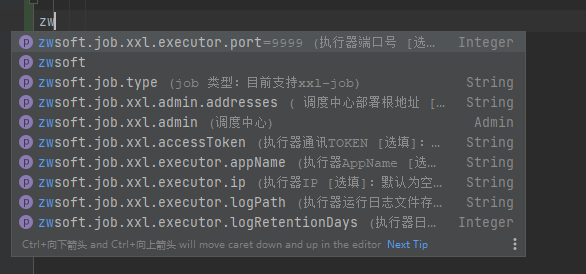 zw
zwsoft.job.xxl.executor.port=9999 (执行器端口号 [选… Integer
zwsoft
zwsoft.job.type (job 类型：目前支持xxl-job) String
zwsoft.job.xxl.admin.addresses ( 调度中心部署根地址 [… String
zwsoft.job.xxl.admin (调度中心) Admin
zwsoft.job.xxl.accessToken (执行器通讯TOKEN [选填]：… String
zwsoft.job.xxl.executor.appName (执行器AppName [选… String
zwsoft.job.xxl.executor.ip (执行器IP [选填]：默认为空… String
zwsoft.job.xxl.executor.logPath (执行器运行日志文件存… String
zwsoft.job.xxl.executor.logRetentionDays (执行器日… Integer
Ctrl+向下箭头 and Ctrl+向上箭头 will move caret down and up in the editor Next Tip